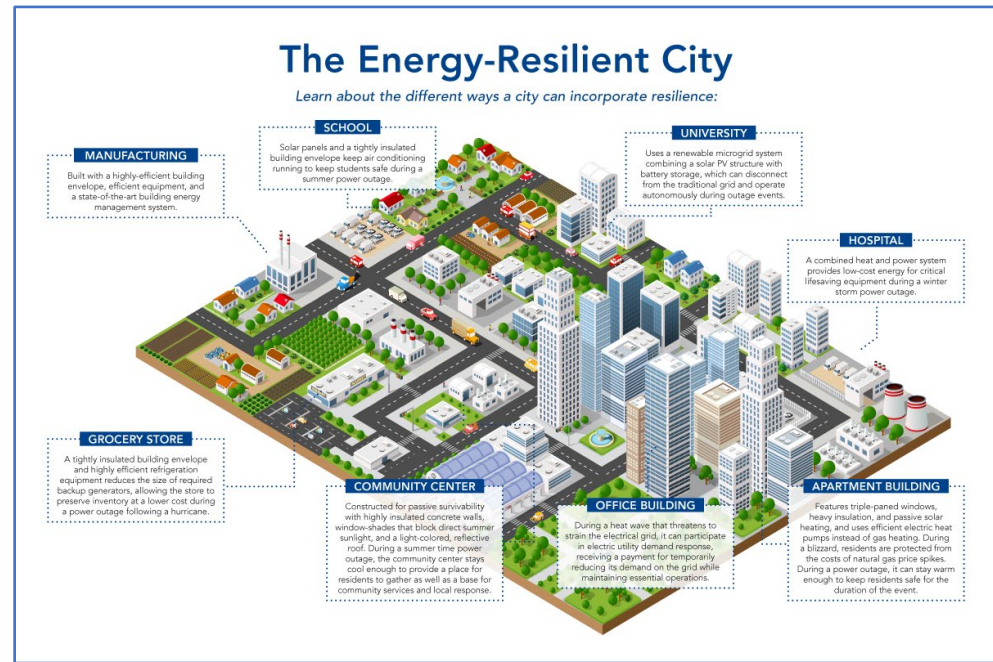 The Energy-Resilient City
Learn about the different ways a city can incorporate resilience:
SCHOOL
Solar panels and a tightly insulated
building envelope keep air conditioning
running to keep students safe during a
summer power outage.
UNIVERSITY
Uses a renewable microgrid system
combining a solar PV structure with
battery storage, which can disconnect
from the traditional grid and operate
autonomously during outage events.
MANUFACTURING
Built with a highly-efficient building
envelope, efficient equipment, and
a state-of-the-art building energy
management system.
HOSPITAL
A combined heat and power system
provides low-cost energy for critical
lifesaving equipment during a winter
storm power outage.
GROCERY STORE
A tightly insulated building envelope
and highly efficient refrigeration
equipment reduces the size of required
backup generators, allowing the store to
preserve inventory at a lower cost during
a power outage following a hurricane.
COMMUNITY CENTER
Constructed for passive survivability
with highly insulated concrete walls,
window-shades that block direct summer
sunlight, and a light-colored, reflective
roof. During a summer time power
outage, the community center stays
cool enough to provide a place for
residents to gather as well as a base for
community services and local response.
OFFICE BUILDING
During a heat wave that threatens to
strain the electrical grid, it can participate
in electric utility demand response,
receiving a payment for temporarily
reducing its demand on the grid while
maintaining essential operations.
APARTMENT BUILDING
Features triple-paned windows,
heavy insulation, and passive solar
heating, and uses efficient electric heat
pumps instead of gas heating. During
a blizzard, residents are protected from
the costs of natural gas price spikes.
During a power outage, it can stay warm
enough to keep residents safe for the
duration of the event.